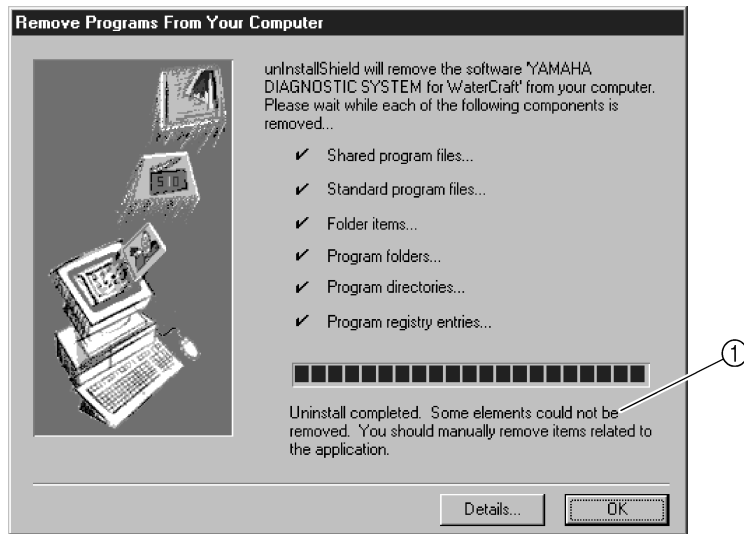 Remove Programs From Your Computer
unInstallShield will remove the software 'YAMAHA
DIAGNOSTIC SYSTEM for WaterCraft' from your computer.
Please wait while each of the following components is
removed...
✔ Shared program files...
✔ Standard program files...
✔ Folder items...
✔ Program folders...
✔ Program directories...
✔ Program registry entries...
①
Uninstall completed. Some elements could not be
removed. You should manually remove items related to
the application.
Details...
OK